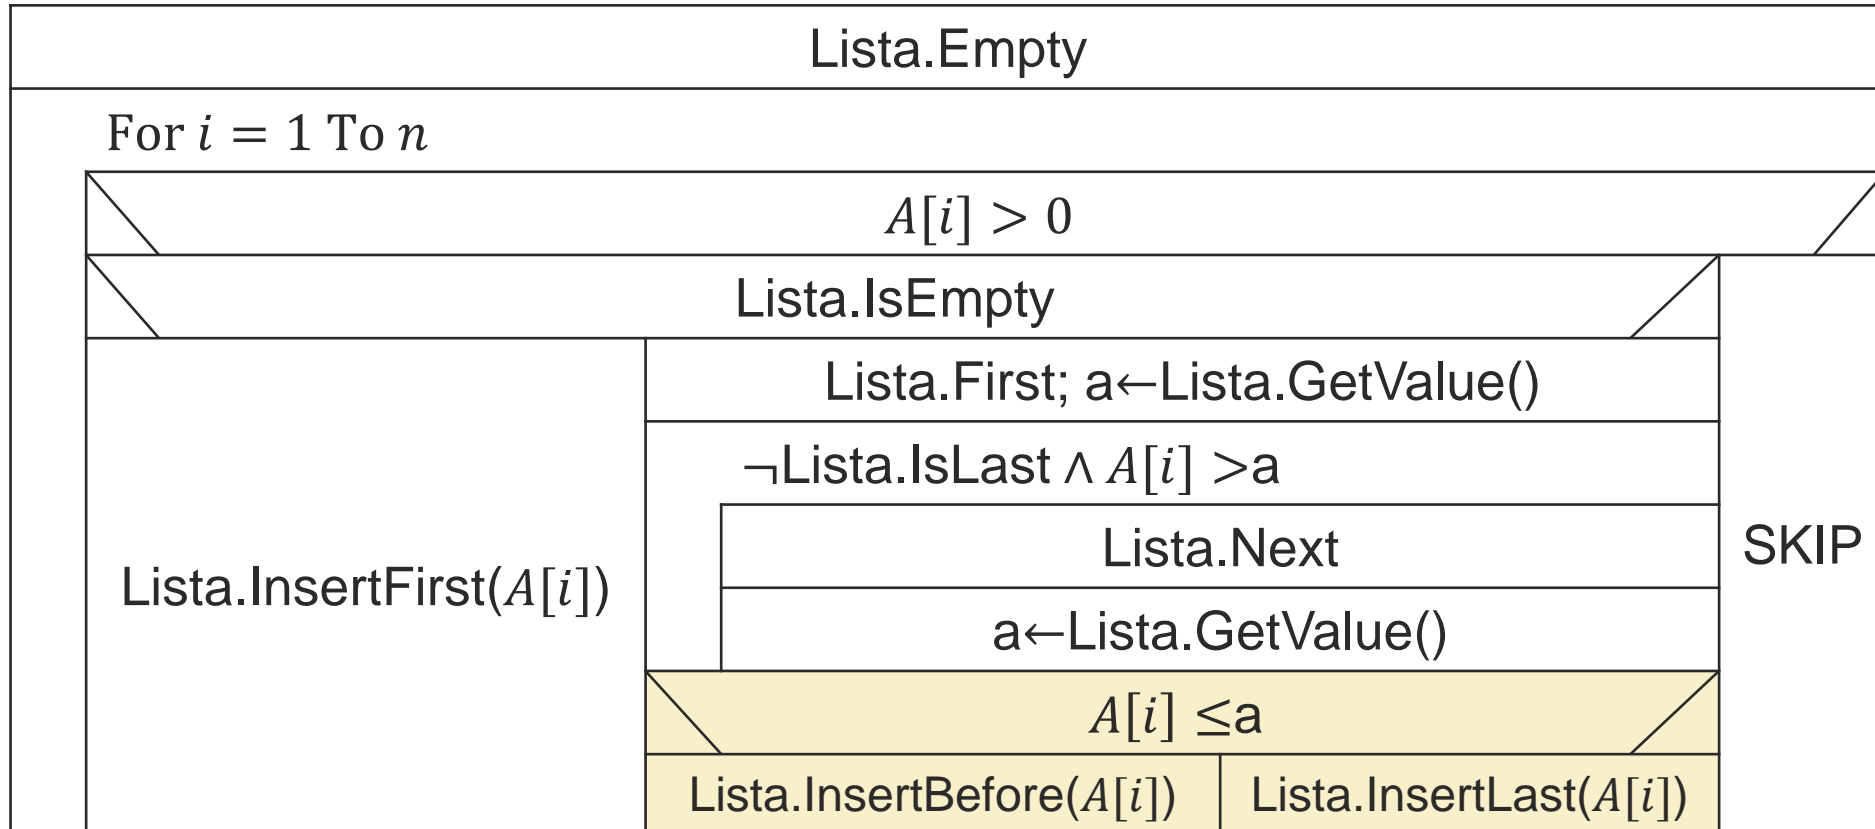 Lista.Empty
For i = 1 To n
A[i] > 0
Lista.IsEmpty
Lista.First; a←Lista.GetValue()
¬Lista.IsLast ∧ A[i] >a
Lista.Next
SKIP
Lista.InsertFirst(A[i])
a←Lista.GetValue()
A[i] ≤a
Lista.InsertBefore(A[i])
Lista.InsertLast(A[i])